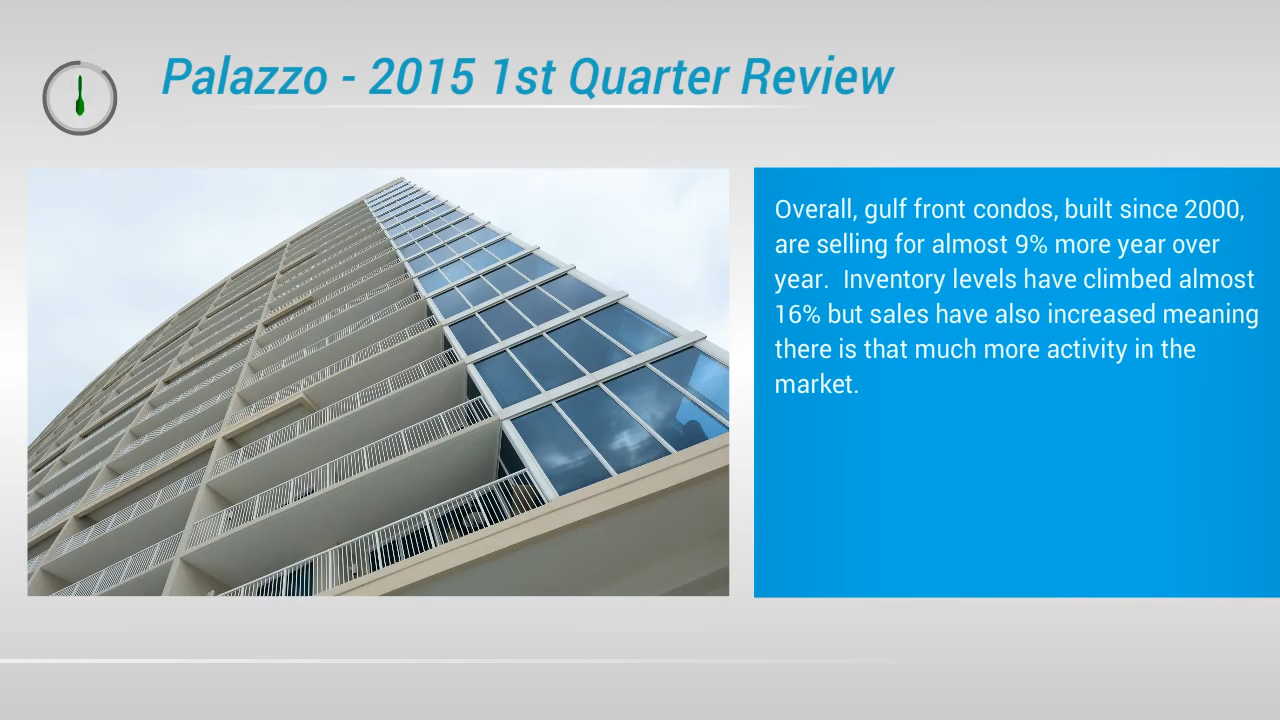 Palazzo - 2015 1st Quarter Review
Overall, gulf front condos, built since 2000,
are selling for almost 9% more year over
year.  Inventory levels have climbed almost
16% but sales have also increased meaning
there is that much more activity in the
market.